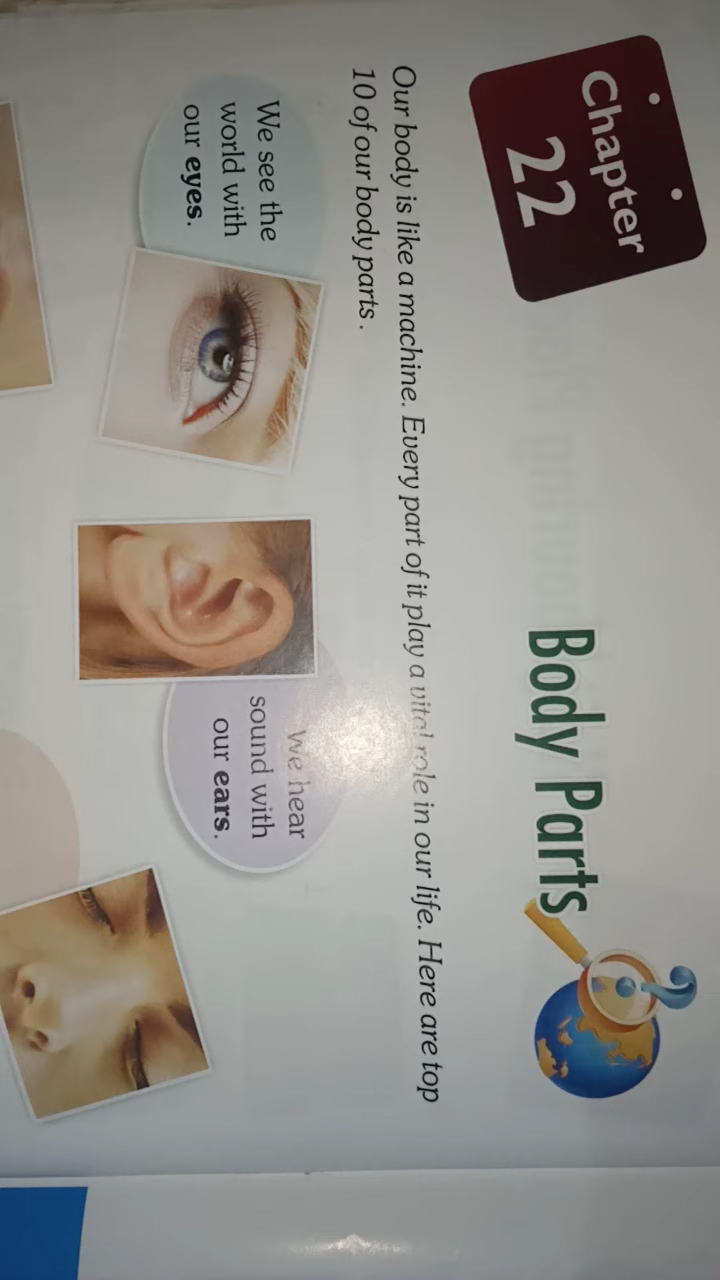 Chapter
22
Body Parts
Our body is like a machine. Every part of it play a vital role in our life. Here are top
10 of our body parts.
We see the
world with
our eyes.
We hear
sound with
our ears.